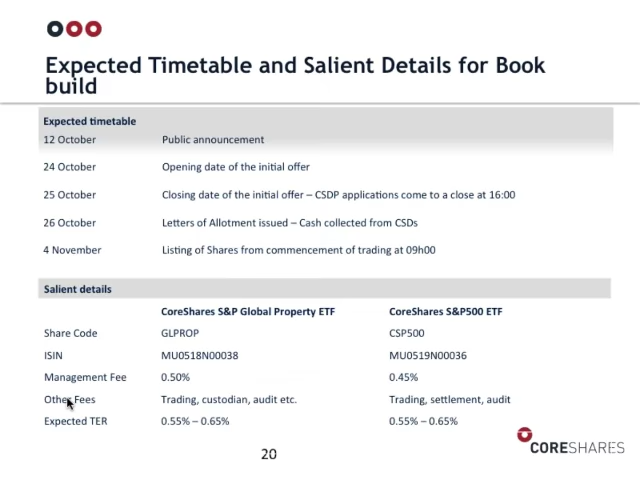 Expected Timetable and Salient Details for Book
build
Expected timetable
12 October Public announcement
24 October Opening date of the initial offer
25 October Closing date of the initial offer – CSDP applications come to a close at 16:00
26 October Letters of Allotment issued – Cash collected from CSDs
4 November Listing of Shares from commencement of trading at 09h00
Salient details
CoreShares S&P Global Property ETF CoreShares S&P500 ETF
Share Code GLPROP CSP500
ISIN MU0518N00038 MU0519N00036
Management Fee 0.50% 0.45%
Other Fees Trading, custodian, audit etc. Trading, settlement, audit
Expected TER 0.55% – 0.65% 0.55% – 0.65%
20
CORESHARES